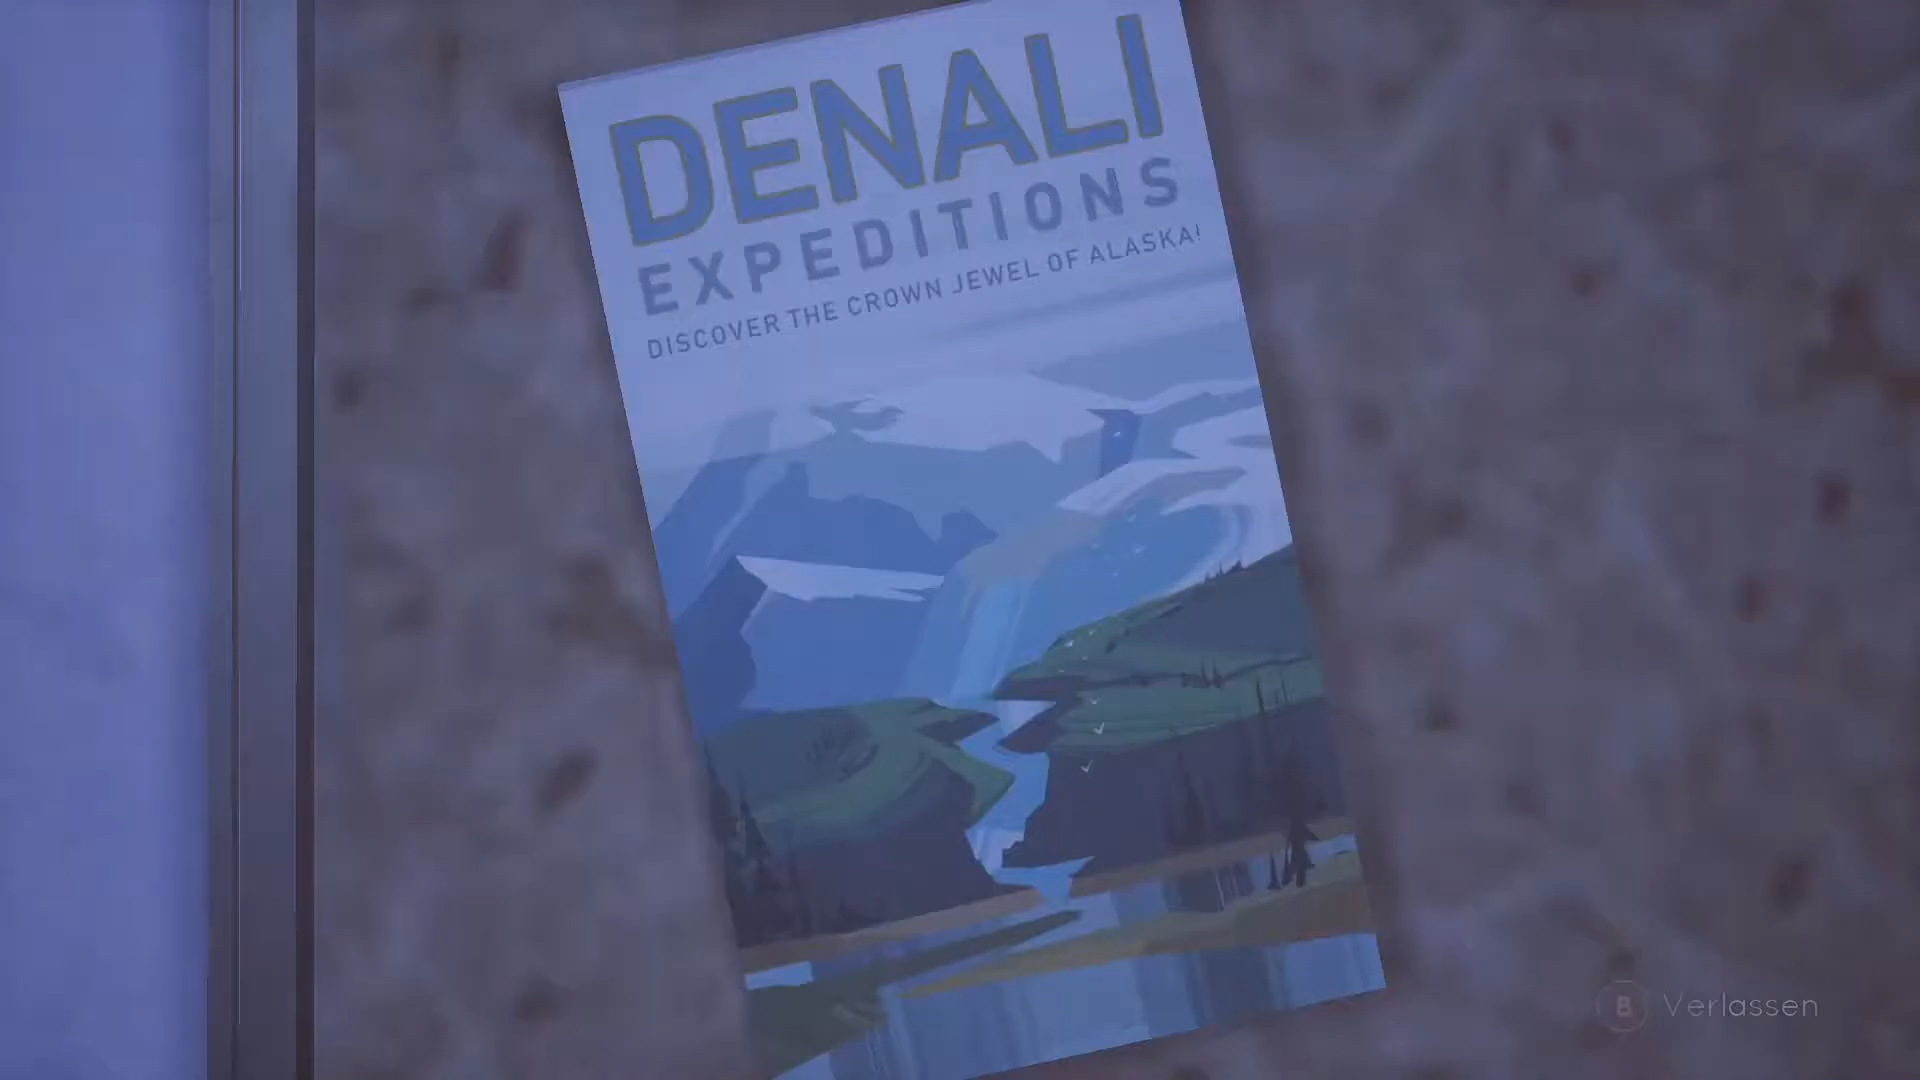 DENALI
EXPEDITIONS
DISCOVER THE CROWN JEWEL OF ALASKA!
B Verlassen